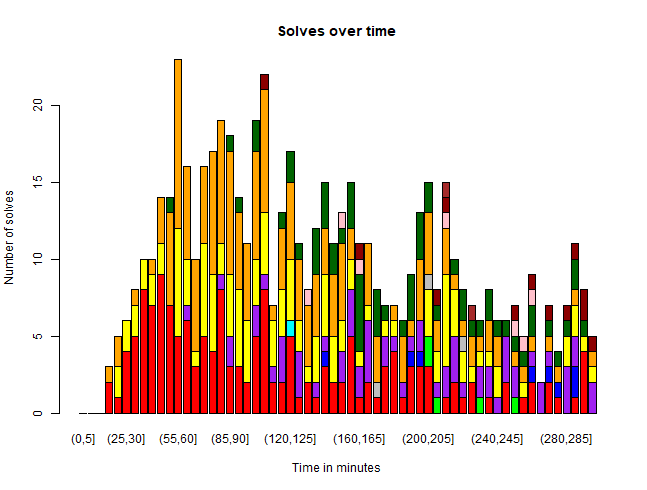 Solves over time
Number of solves
20
15
10
5
0
(0,5] (25,30] (55,60] (85,90] (120,125] (160,165] (200,205] (240,245] (280,285]
Time in minutes